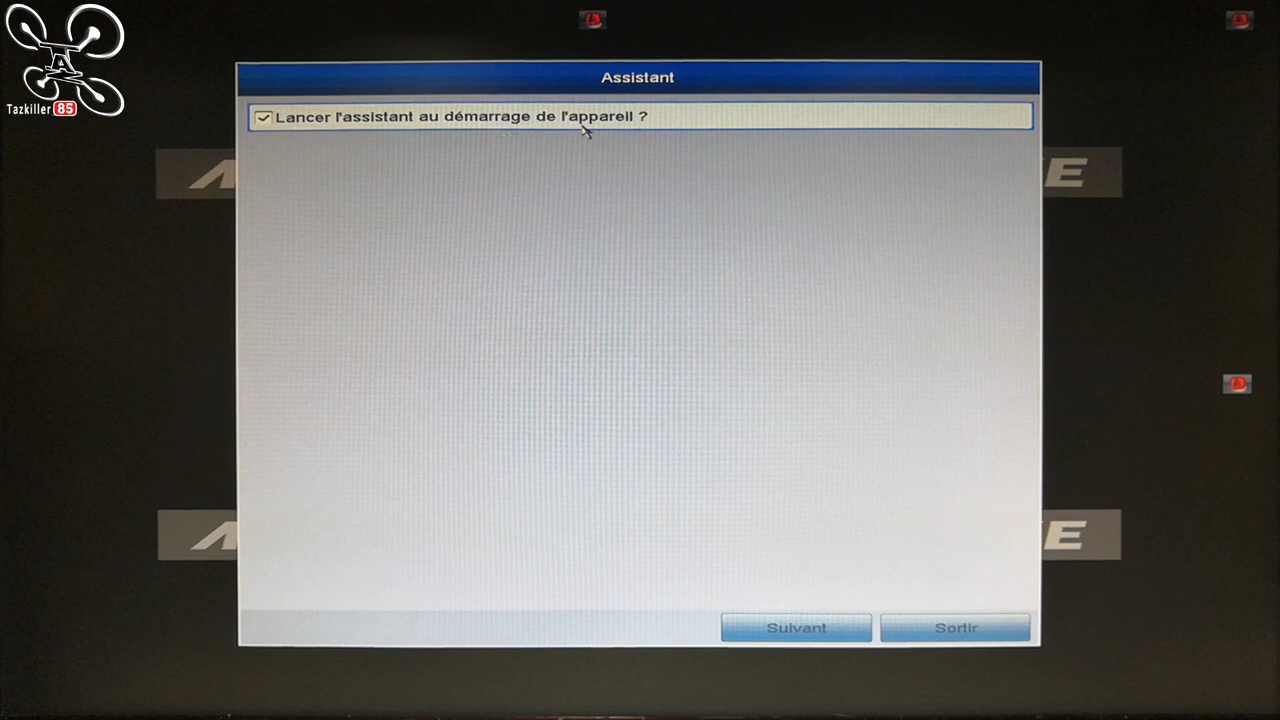 Tazkiller 85
Assistant
Lancer l'assistant au démarrage de l'appareil ?
Suivant
Sortir